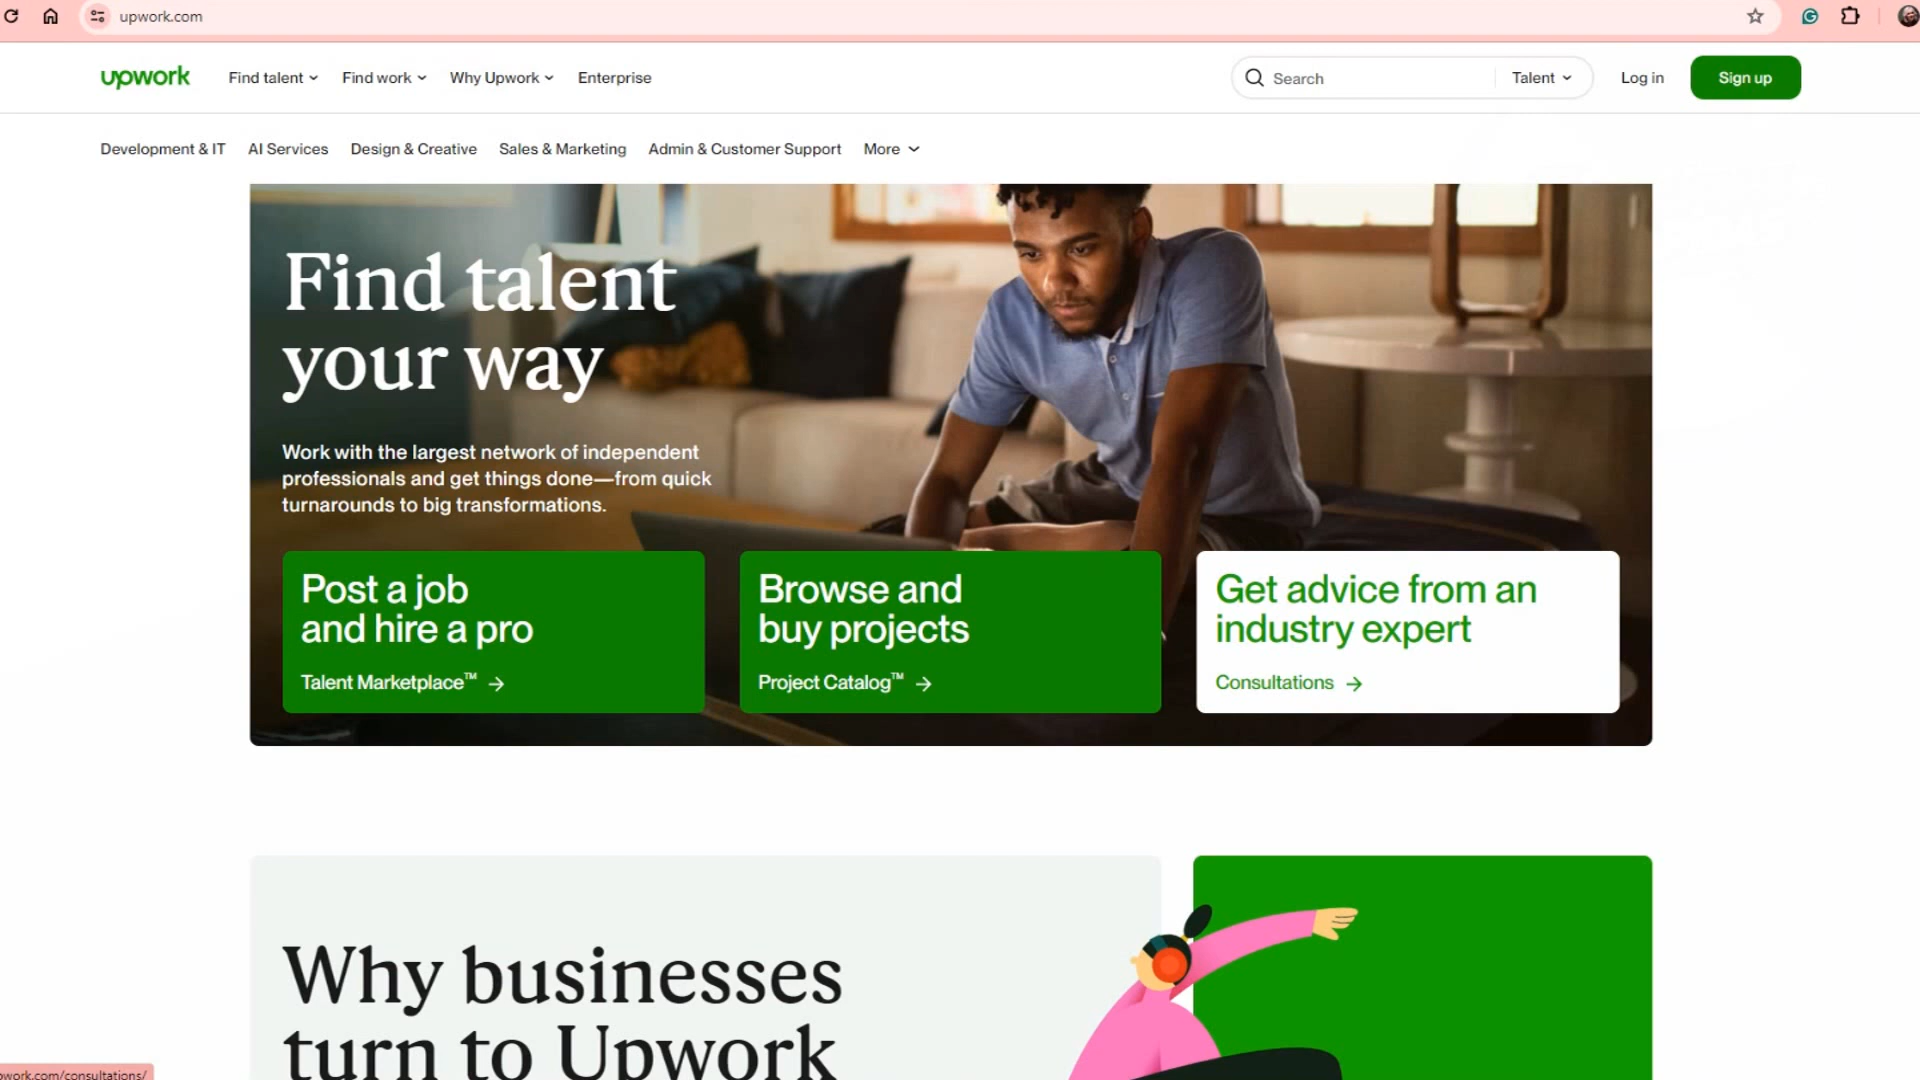 upwork.com
upwork Find talent Find work Why Upwork Enterprise Search Talent Log in Sign up
Development & IT AI Services Design & Creative Sales & Marketing Admin & Customer Support More
Find talent
your way
Work with the largest network of independent
professionals and get things done—from quick
turnarounds to big transformations.
Post a job
and hire a pro
Talent Marketplace™
Browse and
buy projects
Project Catalog™
Get advice from an
industry expert
Consultations
Why businesses
turn to Upwork
work.com/consultations/